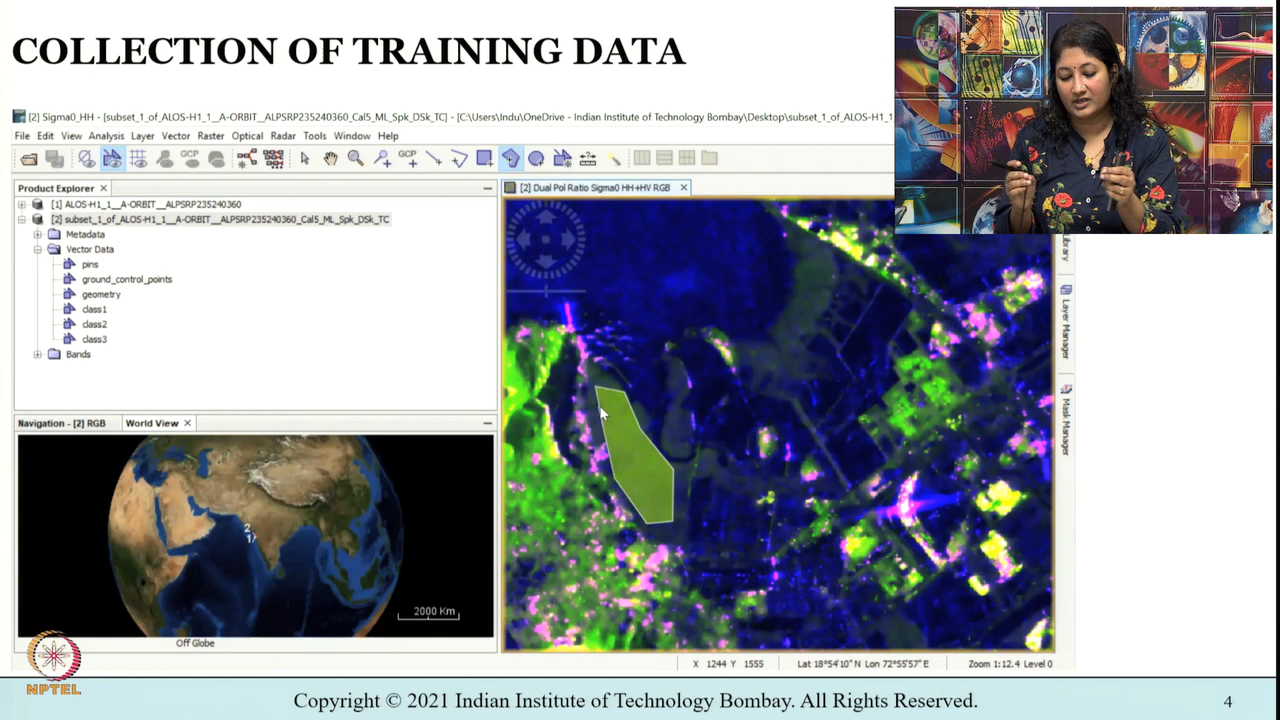 COLLECTION OF TRAINING DATA
[2] Sigma0_HH - [subset_1_of_ALOS-H1_1__A-ORBIT__ALPSRP235240360_Cal5_ML_Spk_DSk_TC] - [C:\Users\Indu\OneDrive - Indian Institute of Technology Bombay\Desktop\subset_1_of_ALOS-H1_1
File Edit View Analysis Layer Vector Raster Optical Radar Tools Window Help
GCP GCP
Product Explorer
[2] Dual Pol Ratio Sigma0 HH+HV RGB
[1] ALOS-H1_1__A-ORBIT__ALPSRP235240360
[2] subset_1_of_ALOS-H1_1__A-ORBIT__ALPSRP235240360_Cal5_ML_Spk_DSk_TC
Metadata
Vector Data
pins
ground_control_points
geometry
class1
class2
class3
Bands
Layer Manager
Mask Manager
Navigation - [2] RGB World View
2
1
2000 Km
Off Globe
X 1244 Y 1555 Lat 18°54'10" N Lon 72°55'57" E Zoom 1:12.4 Level 0
NPTEL
Copyright © 2021 Indian Institute of Technology Bombay. All Rights Reserved.
4